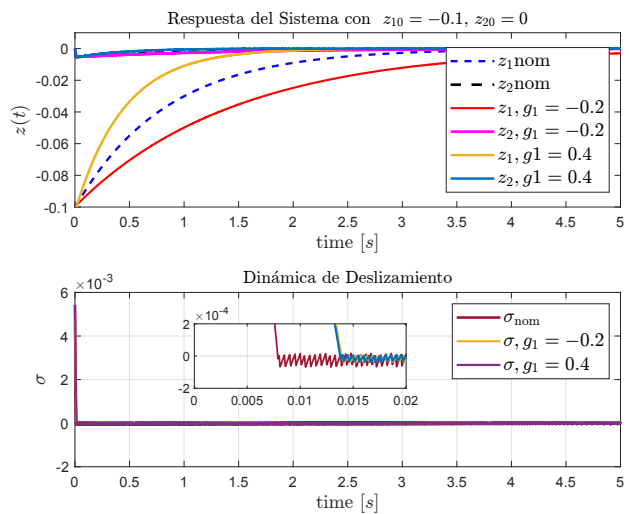 Respuesta del Sistema con z10 = −0.1, z20 = 0
z(t)
0
-0.02
-0.04
-0.06
-0.08
-0.1
z1nom
z2nom
z1, g1 = −0.2
z2, g1 = −0.2
z1, g1 = 0.4
z2, g1 = 0.4
0 0.5 1 1.5 2 2.5 3 3.5 4 4.5 5
time [s]
Dinámica de Deslizamiento
×10-3
σ
6
4
2
0
-2
×10-4
2
0
-2
0 0.005 0.01 0.015 0.02
σnom
σ, g1 = −0.2
σ, g1 = 0.4
0 0.5 1 1.5 2 2.5 3 3.5 4 4.5 5
time [s]